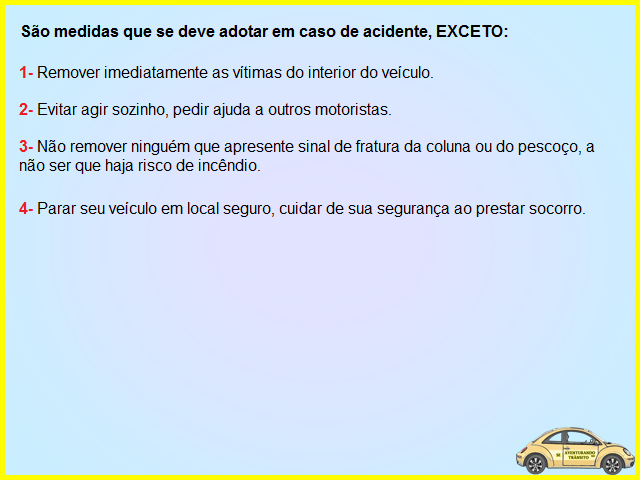 São medidas que se deve adotar em caso de acidente, EXCETO:
1- Remover imediatamente as vítimas do interior do veículo.
2- Evitar agir sozinho, pedir ajuda a outros motoristas.
3- Não remover ninguém que apresente sinal de fratura da coluna ou do pescoço, a
não ser que haja risco de incêndio.
4- Parar seu veículo em local seguro, cuidar de sua segurança ao prestar socorro.
AVENTURANDO
TRÂNSITO